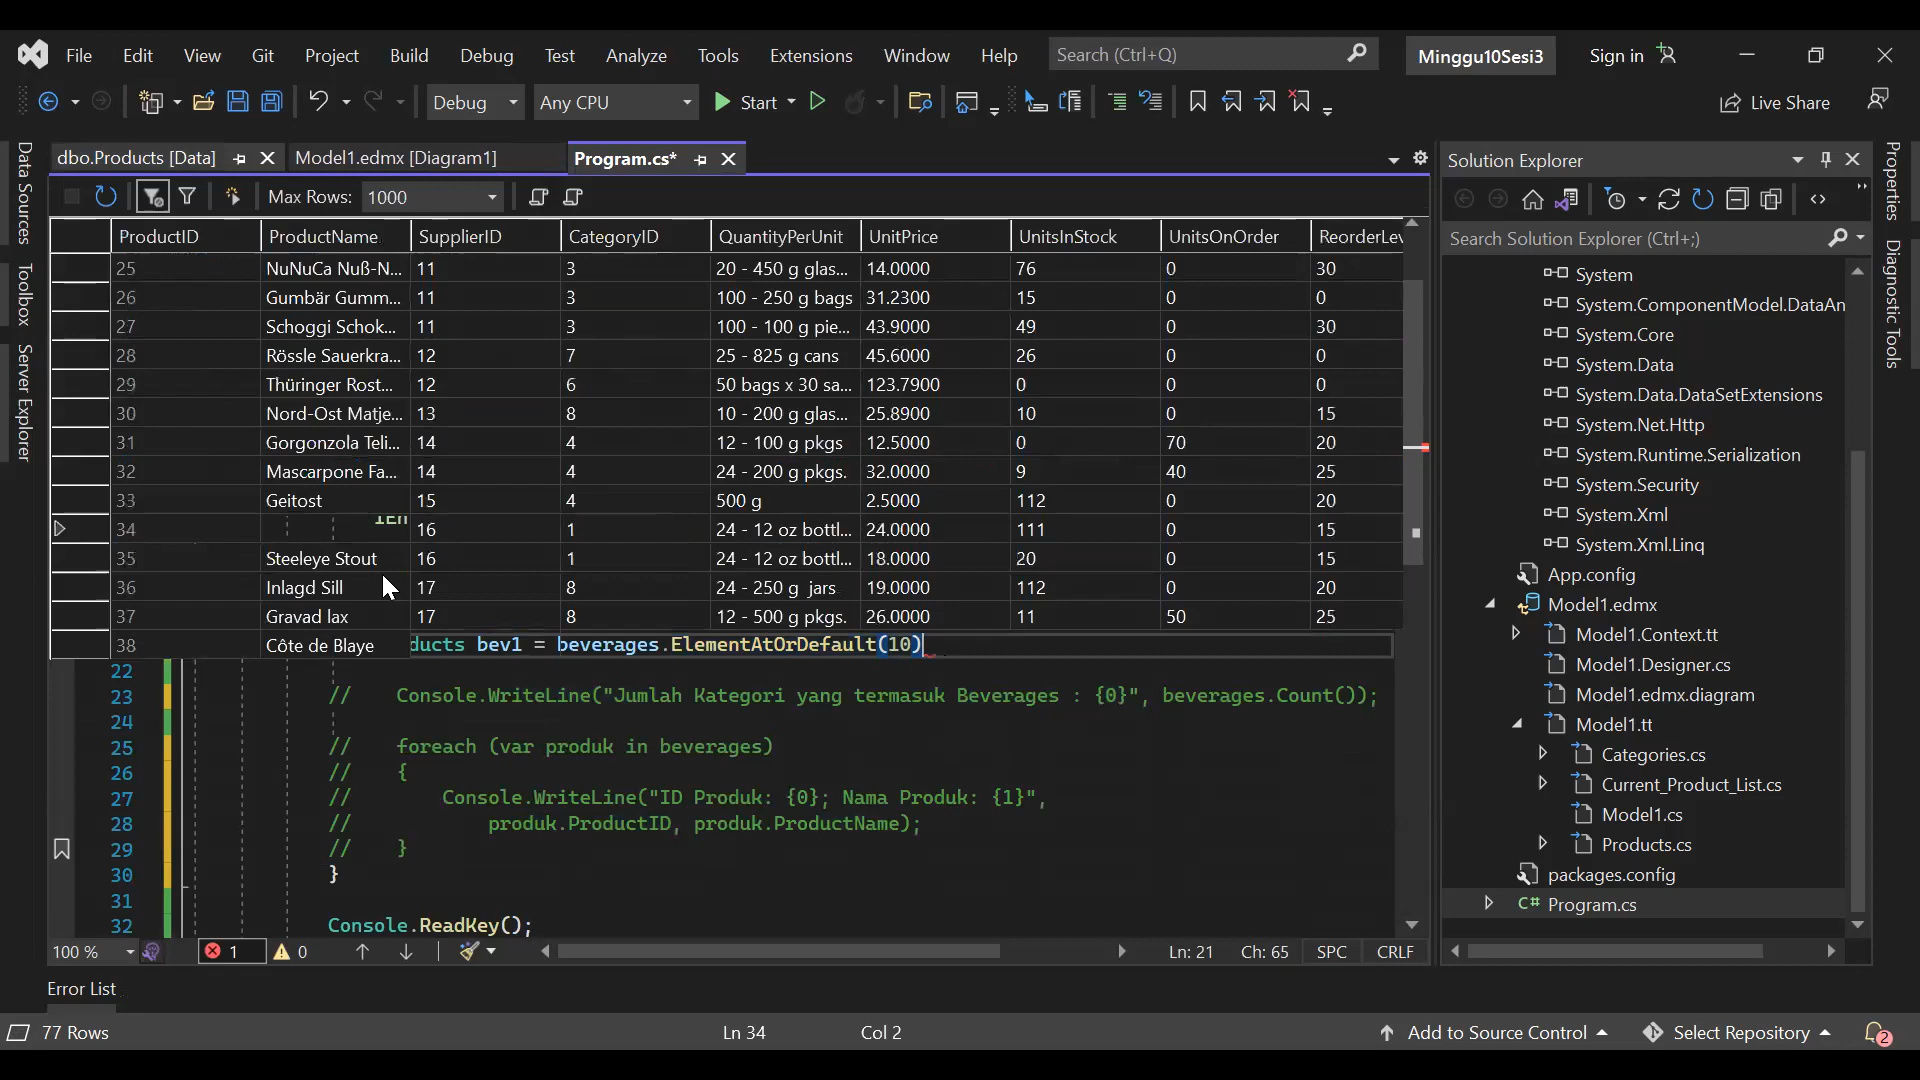 File Edit View Git Project Build Debug Test Analyze Tools Extensions Window Help Search (Ctrl+Q) Minggu10Sesi3 Sign in
Debug Any CPU Start Live Share
dbo.Products [Data] Model1.edmx [Diagram1] Program.cs*
Max Rows: 1000
ProductID ProductName SupplierID CategoryID QuantityPerUnit UnitPrice UnitsInStock UnitsOnOrder ReorderLev
25 NuNuCa Nuß-N... 11 3 20 - 450 g glas... 14.0000 76 0 30
26 Gumbär Gumm... 11 3 100 - 250 g bags 31.2300 15 0 0
27 Schoggi Schok... 11 3 100 - 100 g pie... 43.9000 49 0 30
28 Rössle Sauerkra... 12 7 25 - 825 g cans 45.6000 26 0 0
29 Thüringer Rost... 12 6 50 bags x 30 sa... 123.7900 0 0 0
30 Nord-Ost Matje... 13 8 10 - 200 g glas... 25.8900 10 0 15
31 Gorgonzola Teli... 14 4 12 - 100 g pkgs 12.5000 0 70 20
32 Mascarpone Fa... 14 4 24 - 200 g pkgs. 32.0000 9 40 25
33 Geitost 15 4 500 g 2.5000 112 0 20
34 16 1 24 - 12 oz bottl... 24.0000 111 0 15
35 Steeleye Stout 16 1 24 - 12 oz bottl... 18.0000 20 0 15
36 Inlagd Sill 17 8 24 - 250 g  jars 19.0000 112 0 20
37 Gravad lax 17 8 12 - 500 g pkgs. 26.0000 11 50 25
38 Côte de Blaye ducts bev1 = beverages.ElementAtOrDefault(10)
22
23 // Console.WriteLine("Jumlah Kategori yang termasuk Beverages : {0}", beverages.Count());
24
25 // foreach (var produk in beverages)
26 // {
27 // Console.WriteLine("ID Produk: {0}; Nama Produk: {1}",
28 // produk.ProductID, produk.ProductName);
29 // }
30 }
31
32 Console.ReadKey();
100 % 1 0 Ln: 21 Ch: 65 SPC CRLF
Error List
77 Rows Ln 34 Col 2 Add to Source Control Select Repository 2
Data Sources
Toolbox
Server Explorer
Solution Explorer
Search Solution Explorer (Ctrl+;)
System
System.ComponentModel.DataAn
System.Core
System.Data
System.Data.DataSetExtensions
System.Net.Http
System.Runtime.Serialization
System.Security
System.Xml
System.Xml.Linq
App.config
Model1.edmx
Model1.Context.tt
Model1.Designer.cs
Model1.edmx.diagram
Model1.tt
Categories.cs
Current_Product_List.cs
Model1.cs
Products.cs
packages.config
C# Program.cs
Properties
Diagnostic Tools